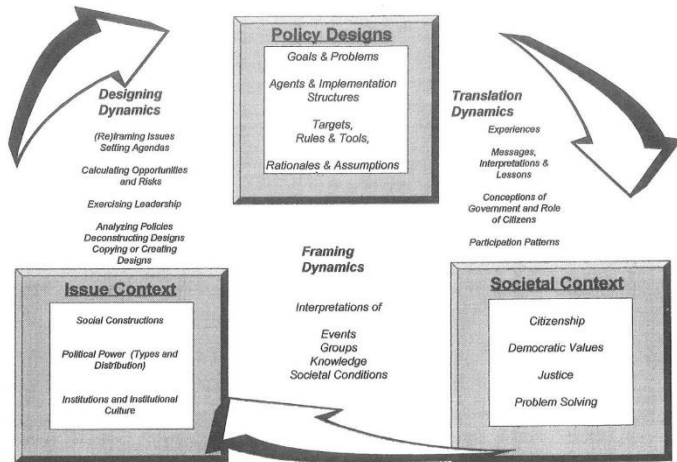 Policy Designs
Goals & Problems
Agents & Implementation
Structures
Targets,
Rules & Tools,
Rationales & Assumptions
Designing
Dynamics
(Re)framing Issues
Setting Agendas
Calculating Opportunities
and Risks
Exercising Leadership
Analyzing Policies
Deconstructing Designs
Copying or Creating
Designs
Translation
Dynamics
Experiences
Messages,
Interpretations &
Lessons
Conceptions of
Government and Role
of Citizens
Participation Patterns
Framing
Dynamics
Interpretations of
Events
Groups
Knowledge
Societal Conditions
Issue Context
Social Constructions
Political Power (Types and
Distribution)
Institutions and Institutional
Culture
Societal Context
Citizenship
Democratic Values
Justice
Problem Solving